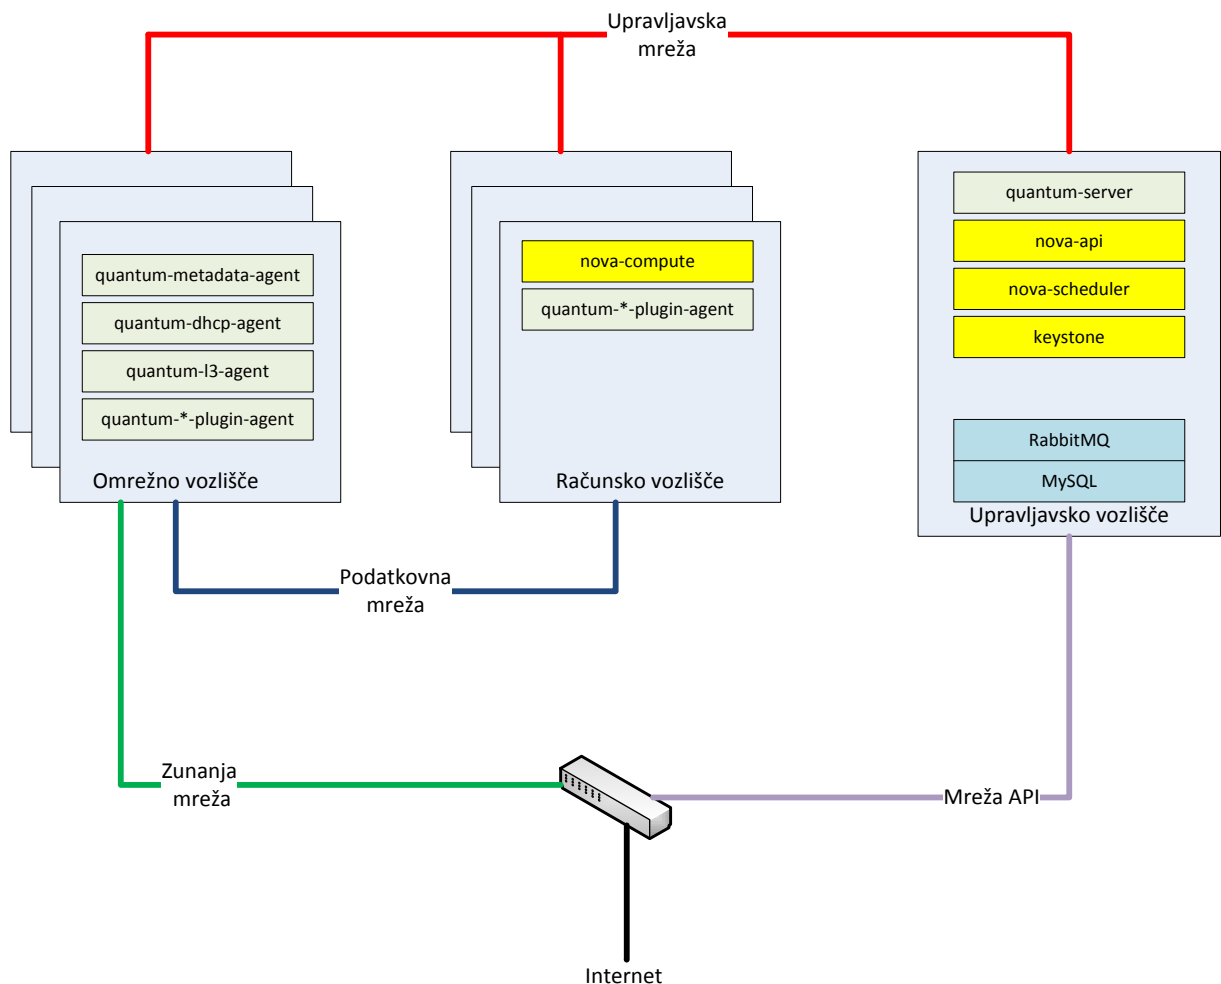 Upravljavska
mreža
quantum-metadata-agent
quantum-dhcp-agent
quantum-l3-agent
quantum-*-plugin-agent
Omrežno vozlišče
nova-compute
quantum-*-plugin-agent
Računsko vozlišče
quantum-server
nova-api
nova-scheduler
keystone
RabbitMQ
MySQL
Upravljavsko vozlišče
Podatkovna
mreža
Zunanja
mreža
Mreža API
Internet